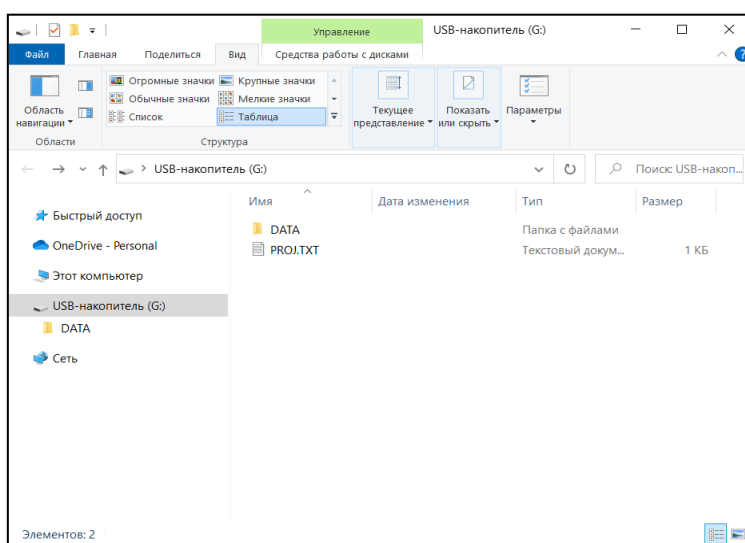 Управление
USB-накопитель (G:)
Файл
Главная
Поделиться
Вид
Средства работы с дисками
Область навигации
Огромные значки
Крупные значки
Обычные значки
Мелкие значки
Список
Таблица
Текущее представление
Показать или скрыть
Параметры
Области
Структура
USB-накопитель (G:)
Поиск: USB-накоп...
Имя
Дата изменения
Тип
Размер
Быстрый доступ
OneDrive - Personal
Этот компьютер
USB-накопитель (G:)
DATA
Сеть
DATA
Папка с файлами
PROJ.TXT
Текстовый докум...
1 КБ
Элементов: 2